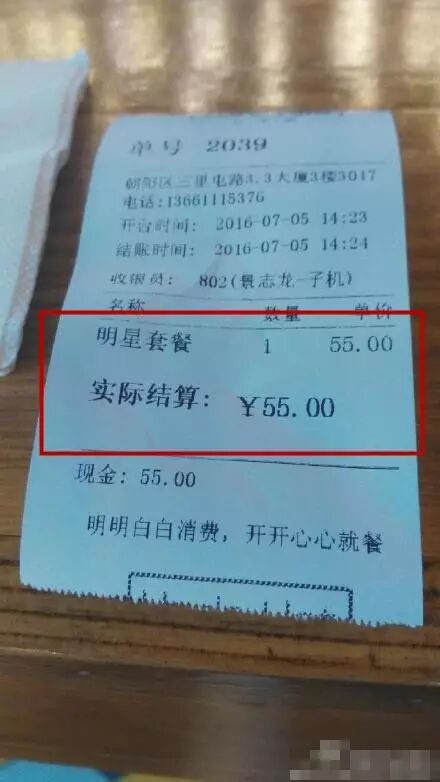 单号 2039
朝阳区三里屯路3.3大厦3楼3017
电话:13661115376
开台时间: 2016-07-05 14:23
结账时间: 2016-07-05 14:24
收银员: 802(景志龙-子机)
名称 数量 单价
明星套餐 1 55.00
实际结算: ￥55.00
现金: 55.00
明明白白消费, 开开心心就餐